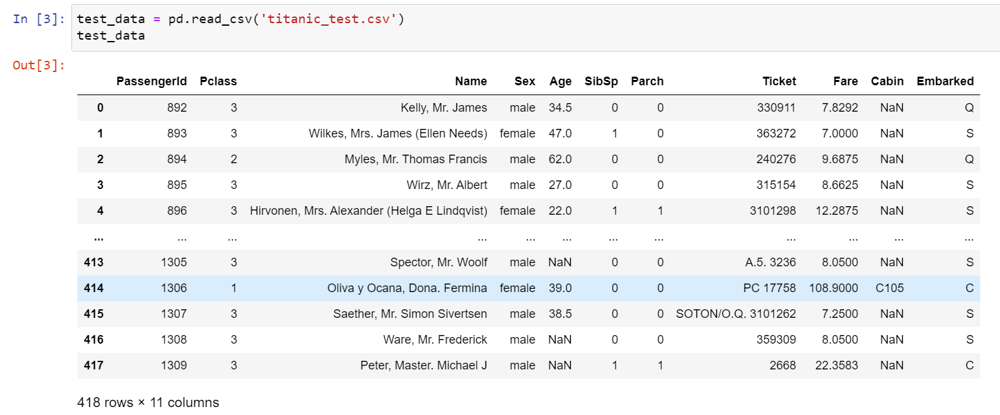 In [3]: test_data = pd.read_csv('titanic_test.csv')
test_data
Out[3]:
PassengerId Pclass Name Sex Age SibSp Parch Ticket Fare Cabin Embarked
0 892 3 Kelly, Mr. James male 34.5 0 0 330911 7.8292 NaN Q
1 893 3 Wilkes, Mrs. James (Ellen Needs) female 47.0 1 0 363272 7.0000 NaN S
2 894 2 Myles, Mr. Thomas Francis male 62.0 0 0 240276 9.6875 NaN Q
3 895 3 Wirz, Mr. Albert male 27.0 0 0 315154 8.6625 NaN S
4 896 3 Hirvonen, Mrs. Alexander (Helga E Lindqvist) female 22.0 1 1 3101298 12.2875 NaN S
... ... ... ... ... ... ... ... ... ... ... ...
413 1305 3 Spector, Mr. Woolf male NaN 0 0 A.5. 3236 8.0500 NaN S
414 1306 1 Oliva y Ocana, Dona. Fermina female 39.0 0 0 PC 17758 108.9000 C105 C
415 1307 3 Saether, Mr. Simon Sivertsen male 38.5 0 0 SOTON/O.Q. 3101262 7.2500 NaN S
416 1308 3 Ware, Mr. Frederick male NaN 0 0 359309 8.0500 NaN S
417 1309 3 Peter, Master. Michael J male NaN 1 1 2668 22.3583 NaN C
418 rows × 11 columns